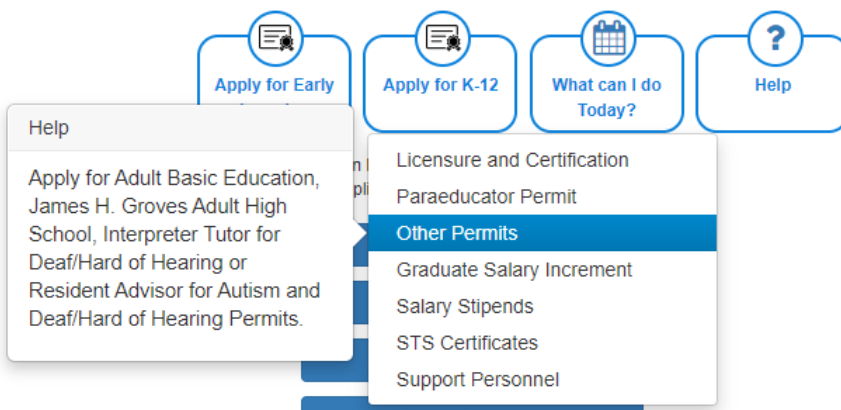 Apply for Early
Apply for K-12
What can I do
Today?
?
Help
Help
Apply for Adult Basic Education,
James H. Groves Adult High
School, Interpreter Tutor for
Deaf/Hard of Hearing or
Resident Advisor for Autism and
Deaf/Hard of Hearing Permits.
Licensure and Certification
Paraeducator Permit
Other Permits
Graduate Salary Increment
Salary Stipends
STS Certificates
Support Personnel